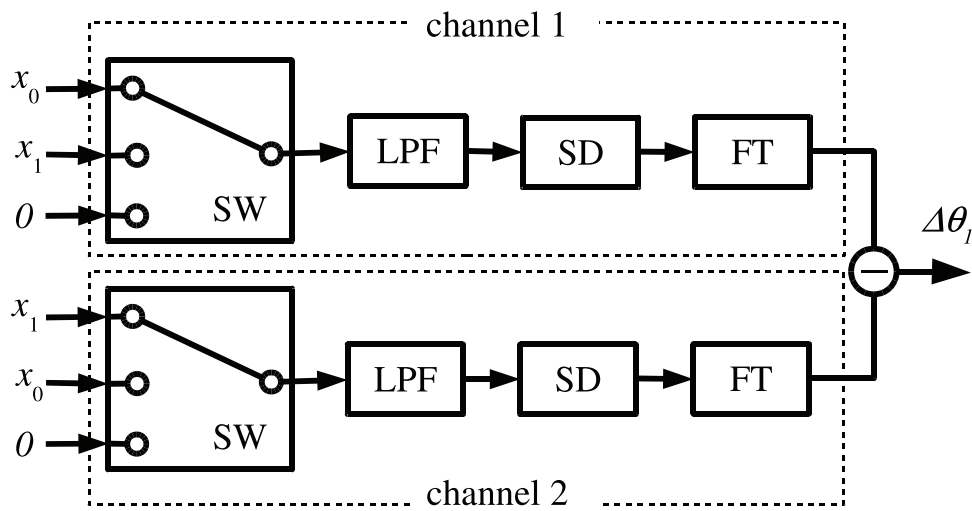 channel 1
x₀
x₁
0
SW
LPF
SD
FT
Δθ₁
x₁
x₀
0
SW
LPF
SD
FT
channel 2